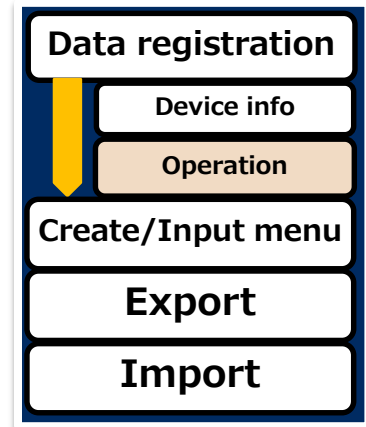 Data registration
Device info
Operation
Create/Input menu
Export
Import